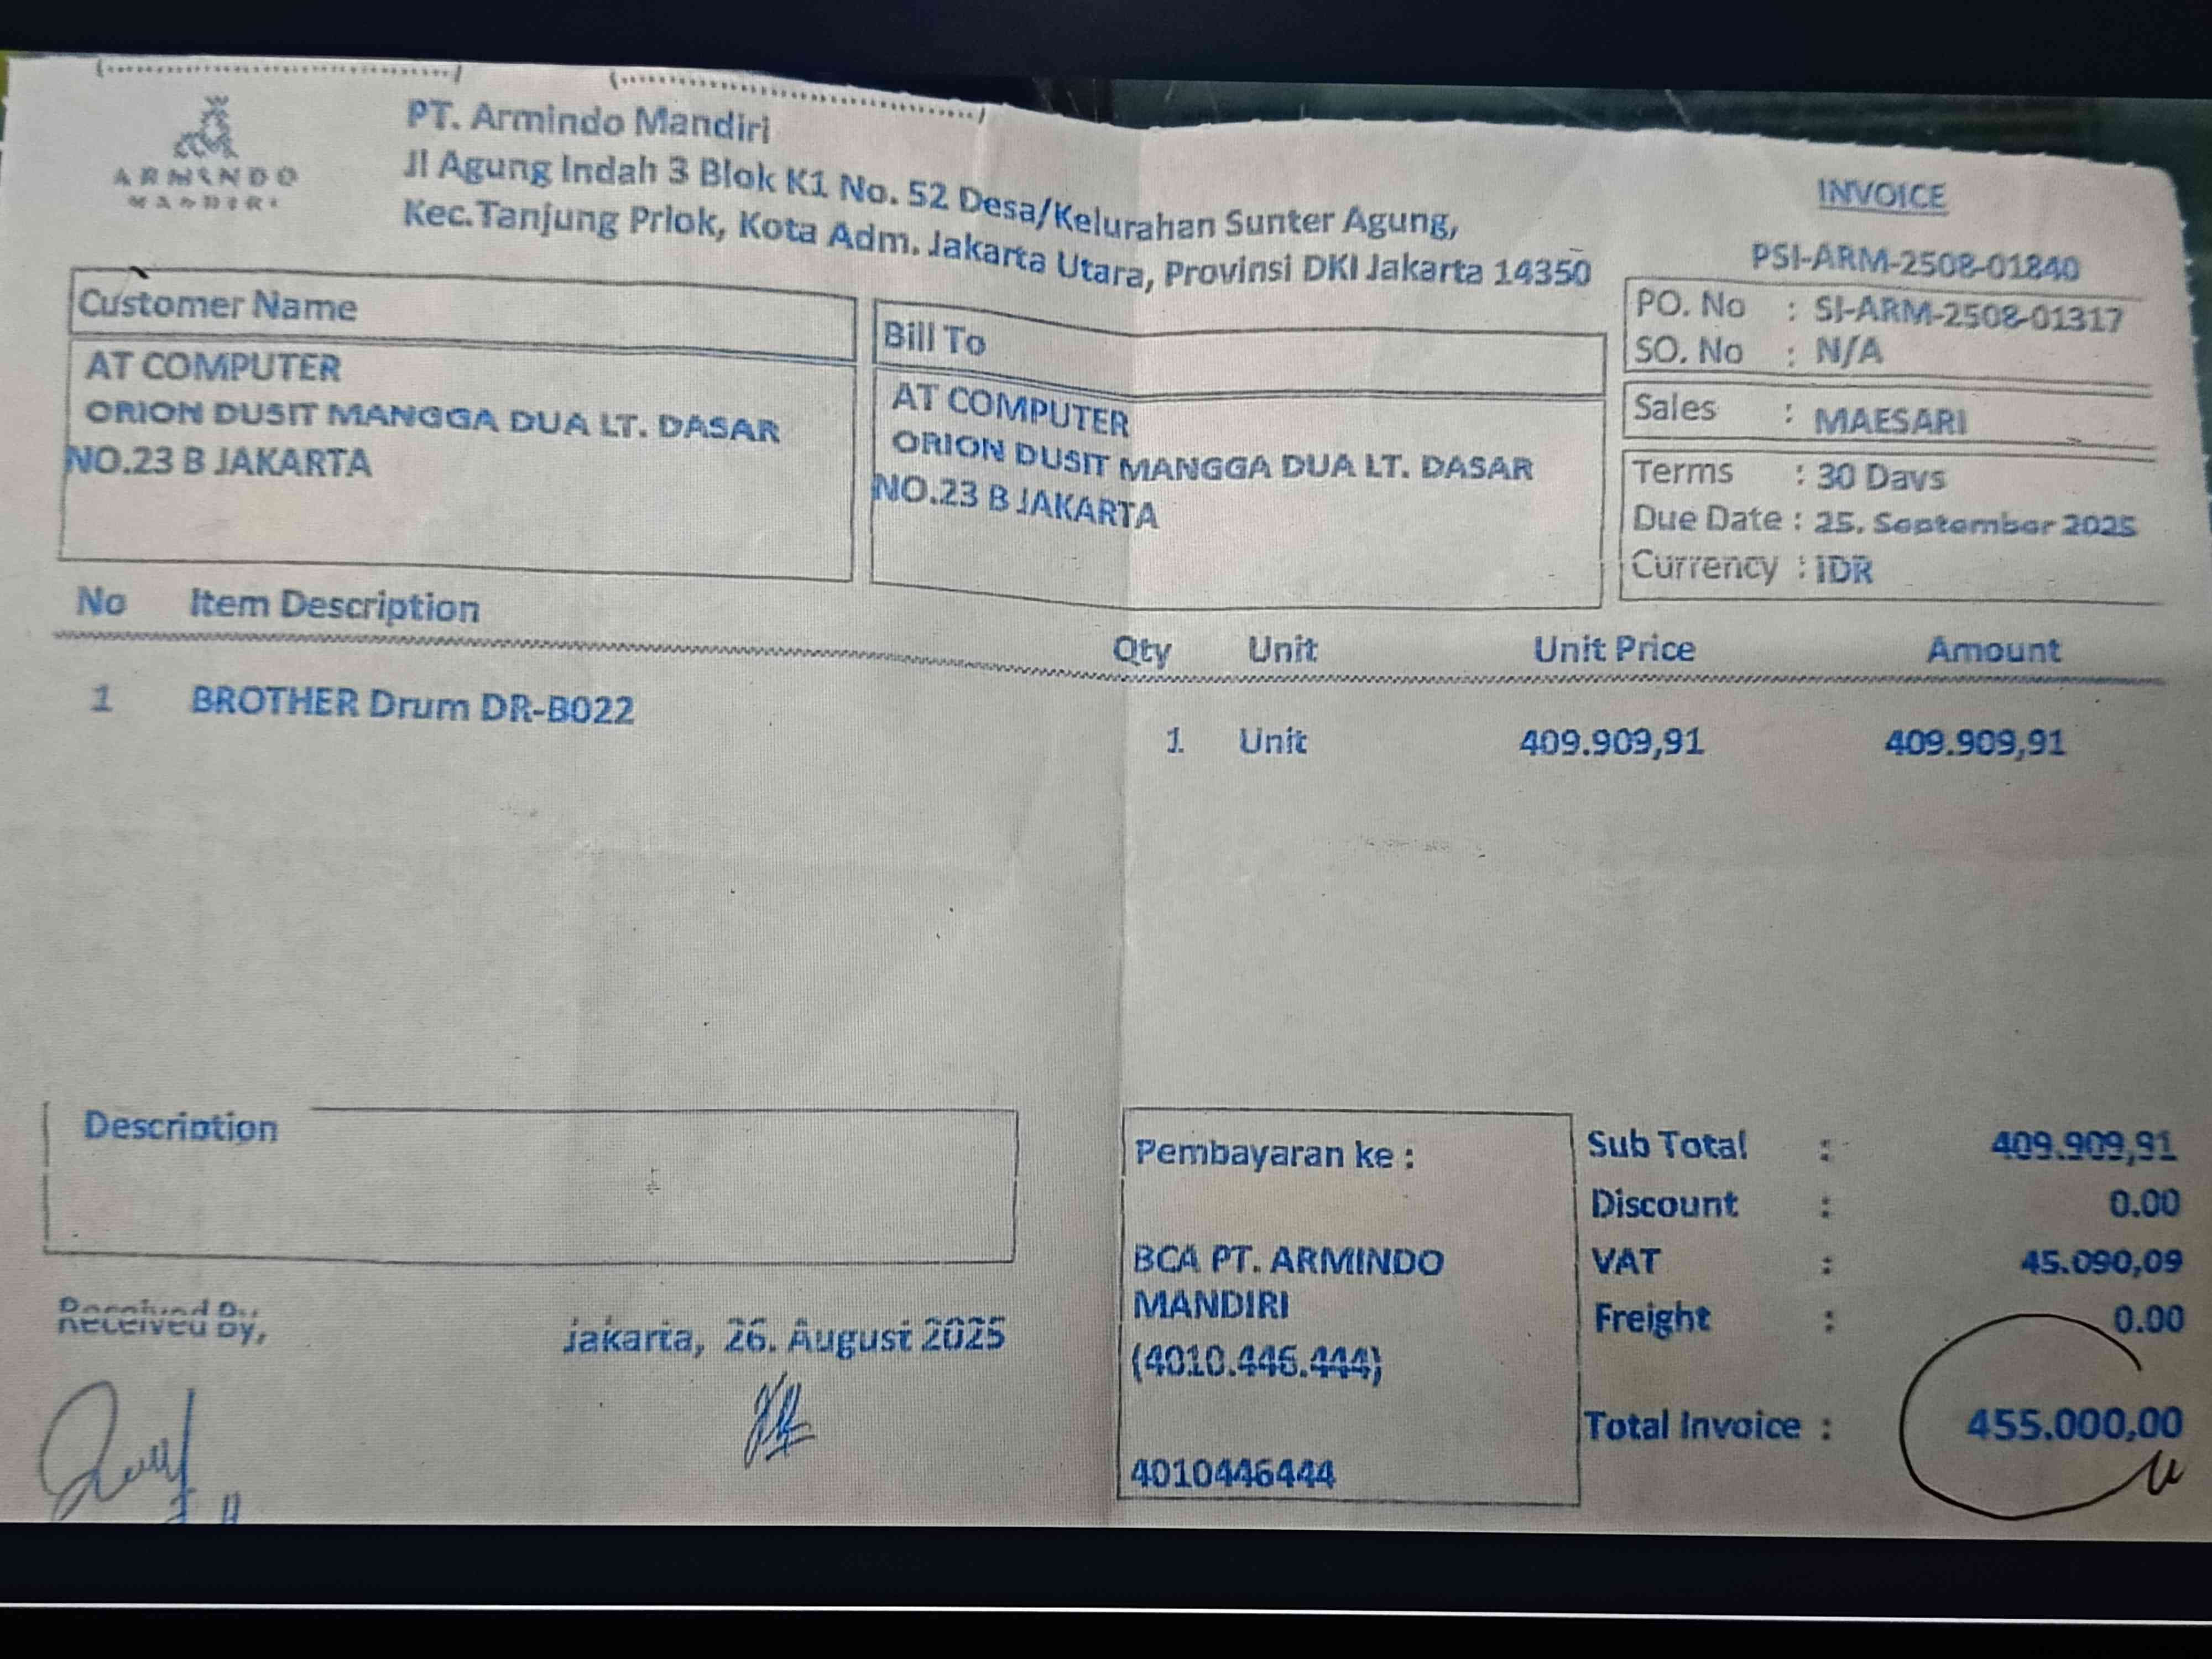 ARMINDO
MANDIRI
PT. Armindo Mandiri
Jl Agung Indah 3 Blok K1 No. 52 Desa/Kelurahan Sunter Agung,
Kec.Tanjung Priok, Kota Adm. Jakarta Utara, Provinsi DKI Jakarta 14350
INVOICE
PSI-ARM-2508-01840
PO. No : SI-ARM-2508-01317
SO. No : N/A
Sales : MAESARI
Terms : 30 Days
Due Date : 25. September 2025
Currency : IDR
Customer Name
AT COMPUTER
ORION DUSIT MANGGA DUA LT. DASAR
NO.23 B JAKARTA
Bill To
AT COMPUTER
ORION DUSIT MANGGA DUA LT. DASAR
NO.23 B JAKARTA
No Item Description Qty Unit Unit Price Amount
1 BROTHER Drum DR-B022 1 Unit 409.909,91 409.909,91
Description
Received By,
Jakarta, 26. August 2025
Pembayaran ke :
BCA PT. ARMINDO
MANDIRI
(4010.446.444)
4010446444
Sub Total : 409.909,91
Discount : 0.00
VAT : 45.090,09
Freight : 0.00
Total Invoice : 455.000,00